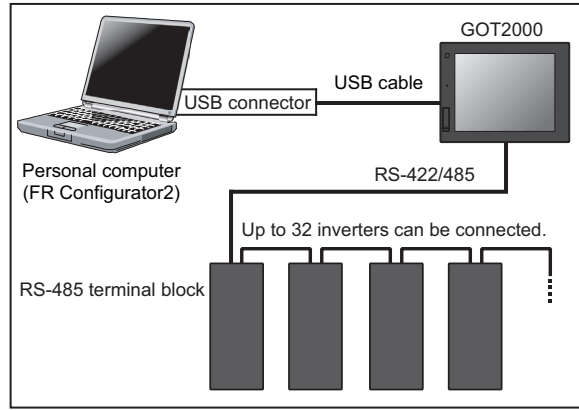 GOT2000
USB cable
USB connector
Personal computer
(FR Configurator2)
RS-422/485
Up to 32 inverters can be connected.
RS-485 terminal block